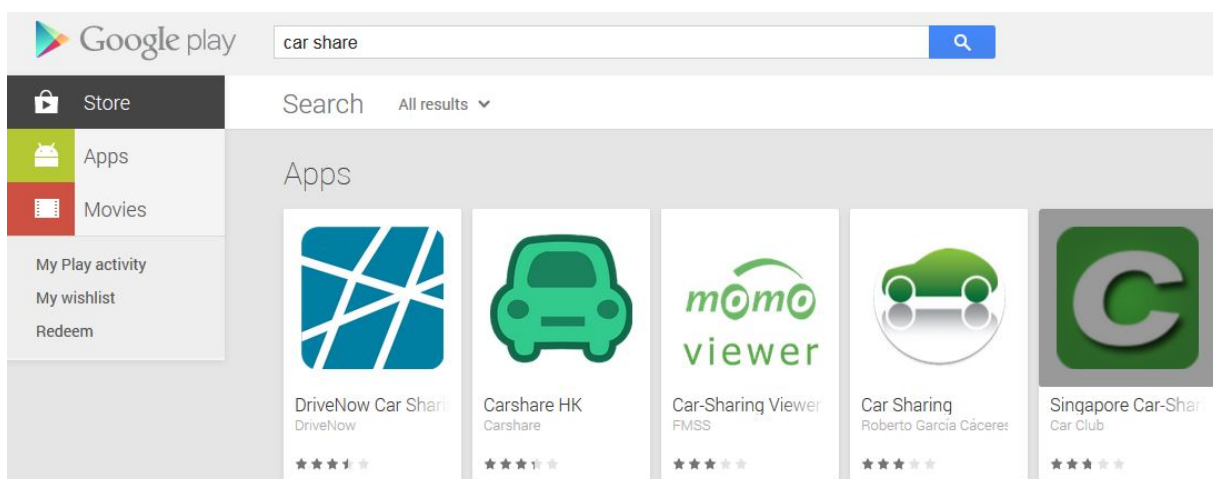 Google play
car share
Store
Search All results
Apps
Movies
My Play activity
My wishlist
Redeem
Apps
momo
viewer
C
DriveNow Car Shari
DriveNow
Carshare HK
Carshare
Car-Sharing Viewer
FMSS
Car Sharing
Roberto García Cáceres
Singapore Car-Shar
Car Club